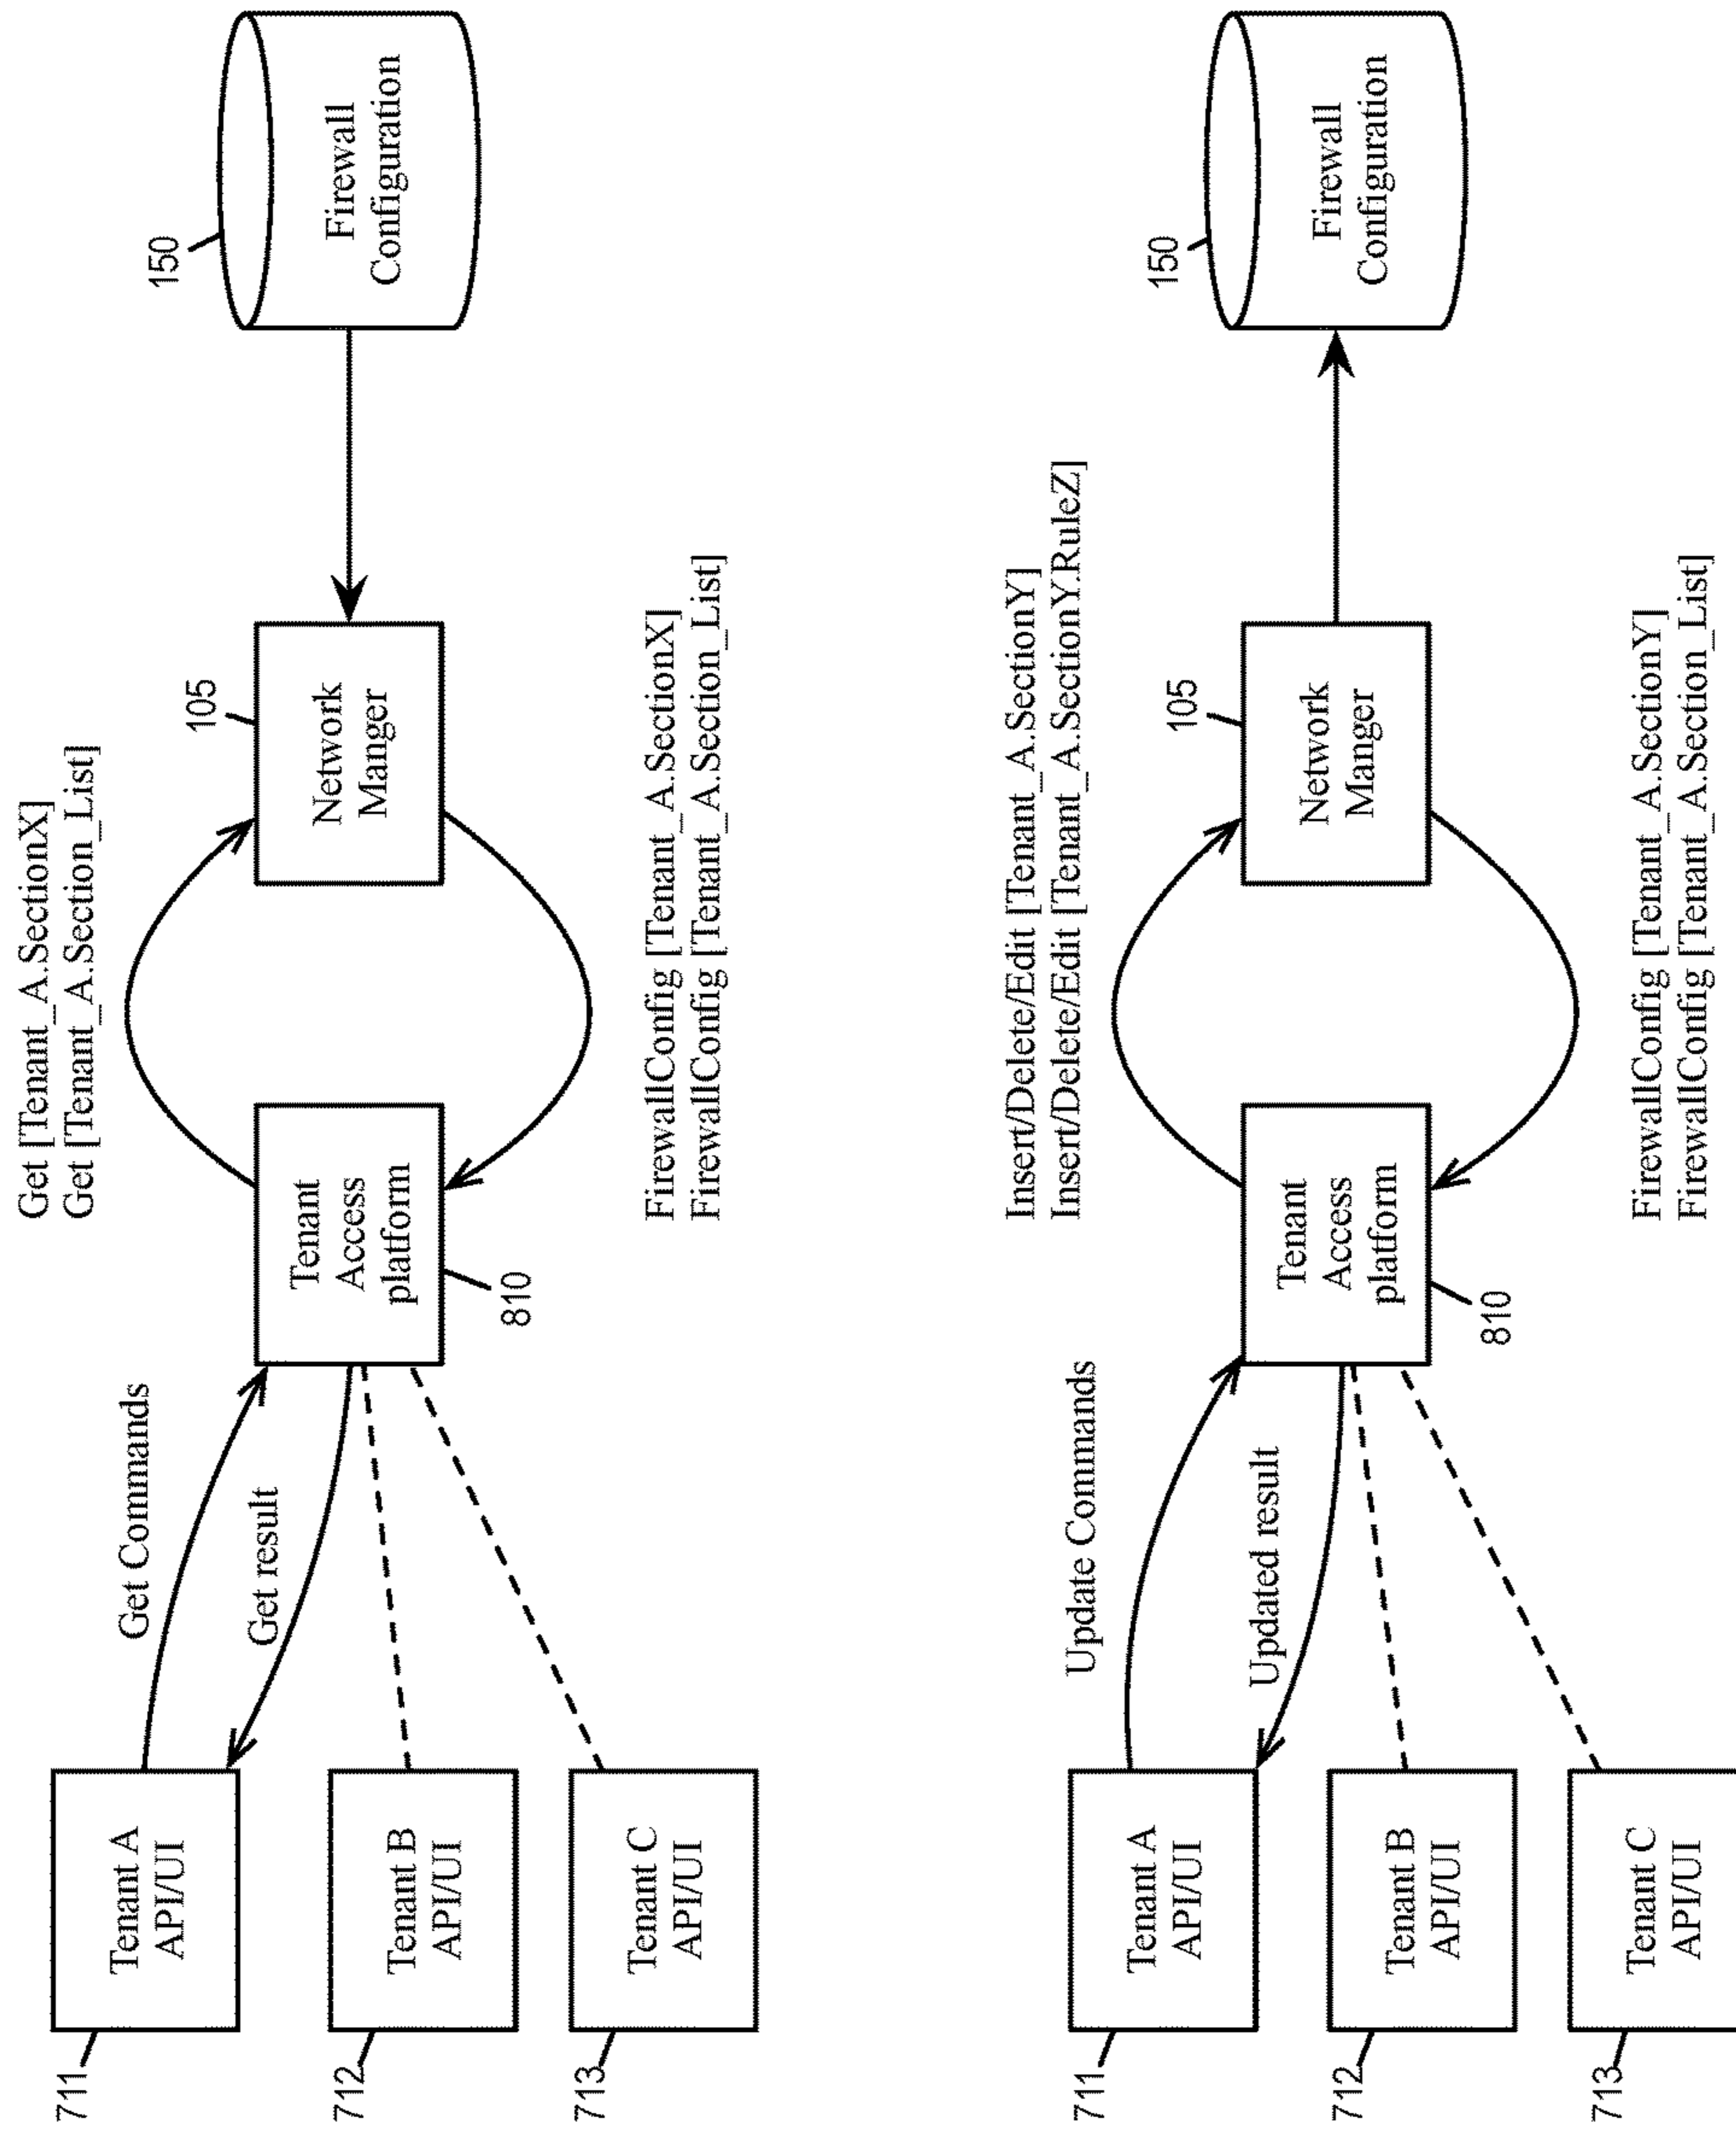 Get [Tenant_A.SectionX]
Get [Tenant_A.Section_List]
711
Tenant A
API/UI
Get Commands
Get result
712
Tenant B
API/UI
713
Tenant C
API/UI
Tenant
Access
platform
810
105
Network
Manger
150
Firewall
Configuration
FirewallConfig [Tenant_A.SectionX]
FirewallConfig [Tenant_A.Section_List]
Insert/Delete/Edit [Tenant_A.SectionY]
Insert/Delete/Edit [Tenant_A.SectionY.RuleZ]
711
Tenant A
API/UI
Update Commands
Updated result
712
Tenant B
API/UI
713
Tenant C
API/UI
Tenant
Access
platform
810
105
Network
Manger
150
Firewall
Configuration
FirewallConfig [Tenant_A.SectionY]
FirewallConfig [Tenant_A.Section_List]